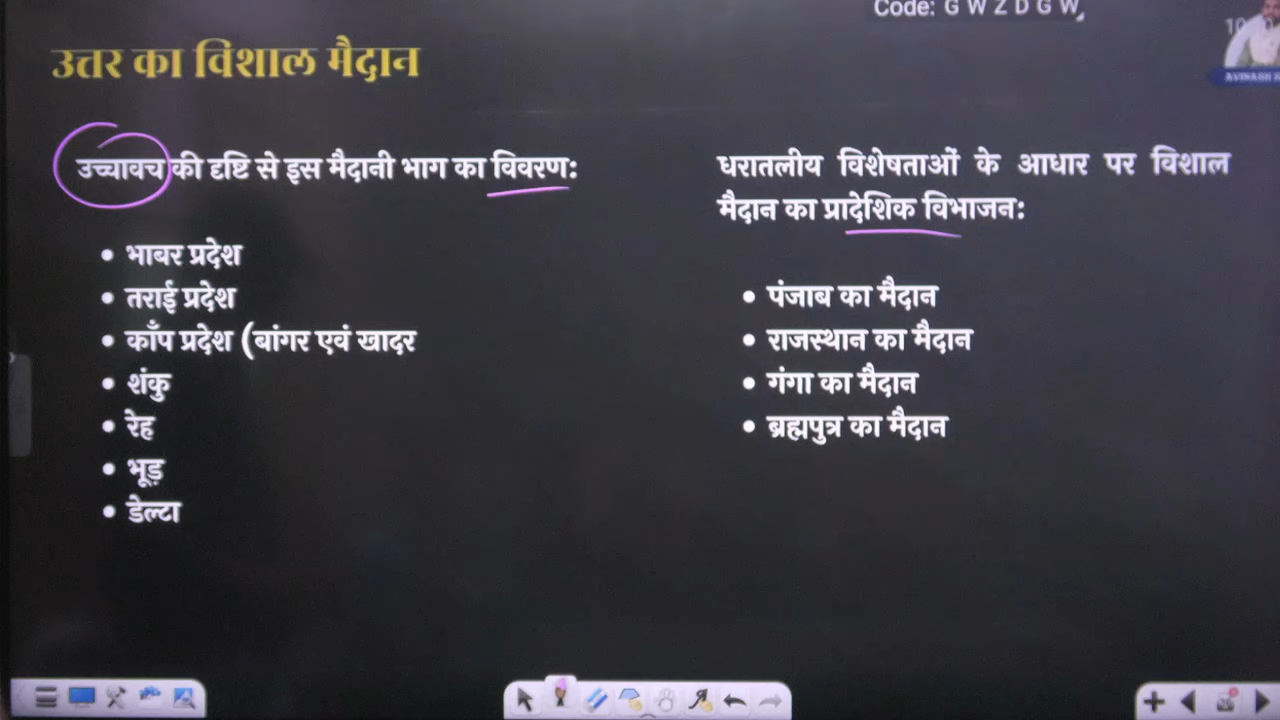 Code: G W Z D G W
उत्तर का विशाल मैदान
उच्चावच की दृष्टि से इस मैदानी भाग का विवरण:
• भाबर प्रदेश
• तराई प्रदेश
• काँप प्रदेश (बांगर एवं खादर
• शंकु
• रेह
• भूड़
• डेल्टा
धरातलीय विशेषताओं के आधार पर विशाल
मैदान का प्रादेशिक विभाजन:
• पंजाब का मैदान
• राजस्थान का मैदान
• गंगा का मैदान
• ब्रह्मपुत्र का मैदान